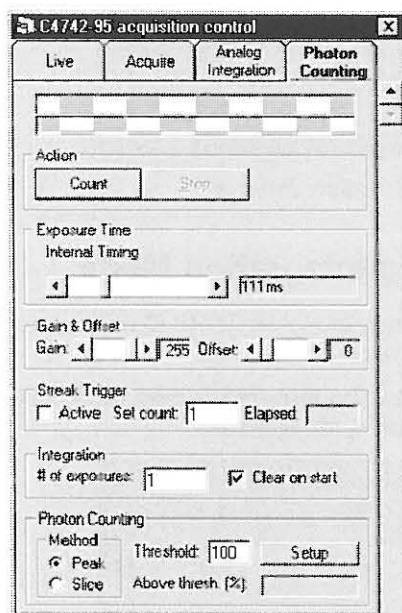 C4742-95 acquisition control
Live Acquire Analog Integration Photon Counting
Action
Count Stop
Exposure Time
Internal Timing
111ms
Gain & Offset
Gain: 255 Offset: 0
Streak Trigger
Active Set count: 1 Elapsed
Integration
# of exposures: 1 Clear on start
Photon Counting
Method
Peak Threshold: 100 Setup
Slice Above thresh. [%]: